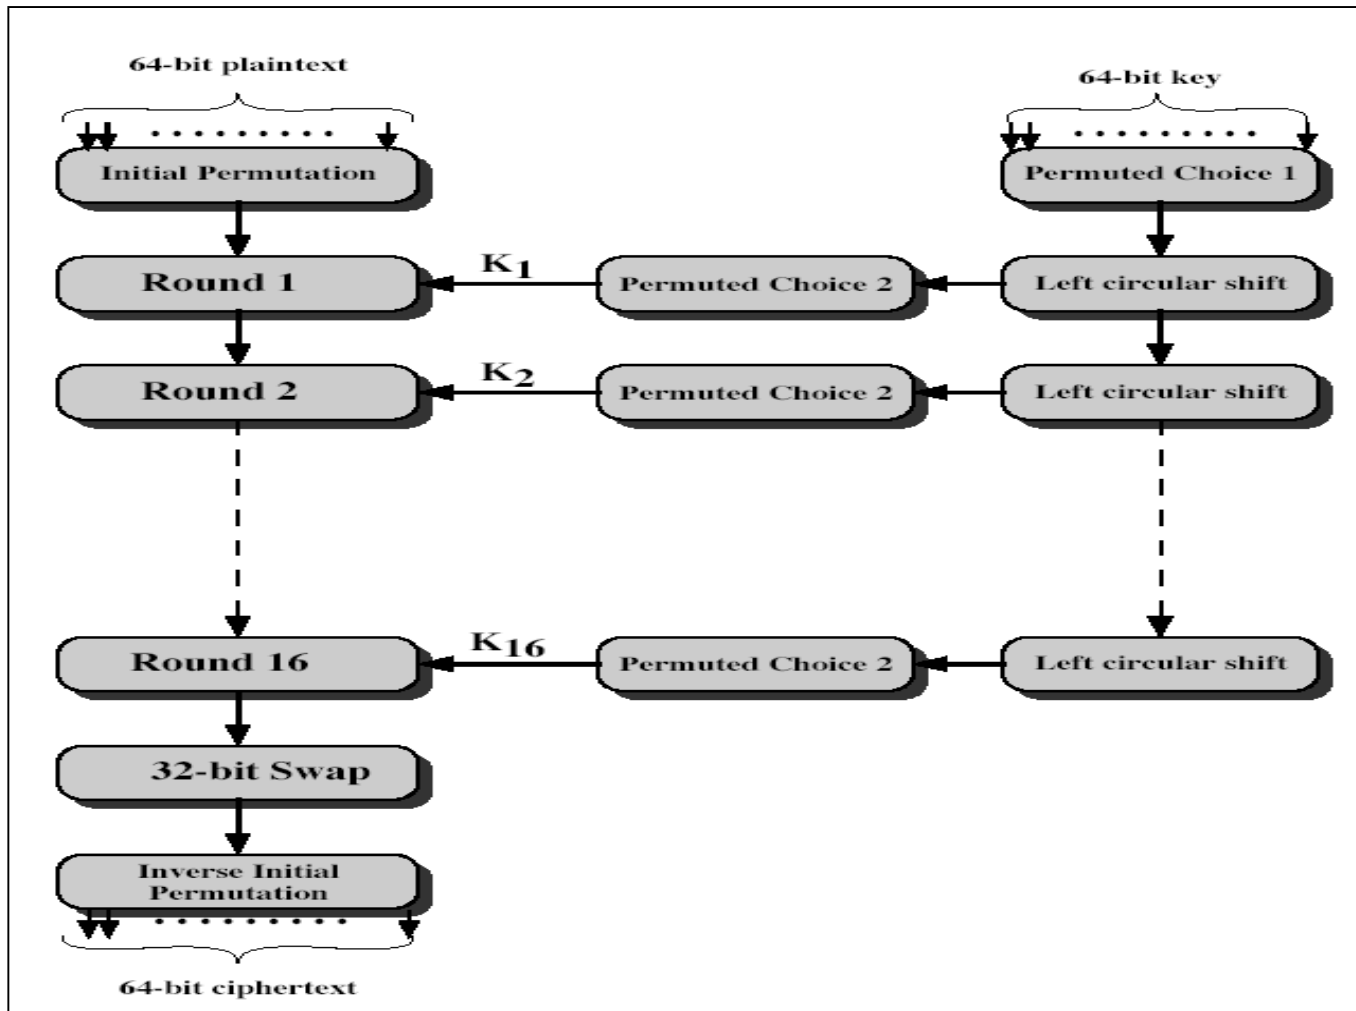 64-bit plaintext
64-bit key
Initial Permutation
Permuted Choice 1
Round 1
K1
Permuted Choice 2
Left circular shift
Round 2
K2
Permuted Choice 2
Left circular shift
Round 16
K16
Permuted Choice 2
Left circular shift
32-bit Swap
Inverse Initial
Permutation
64-bit ciphertext